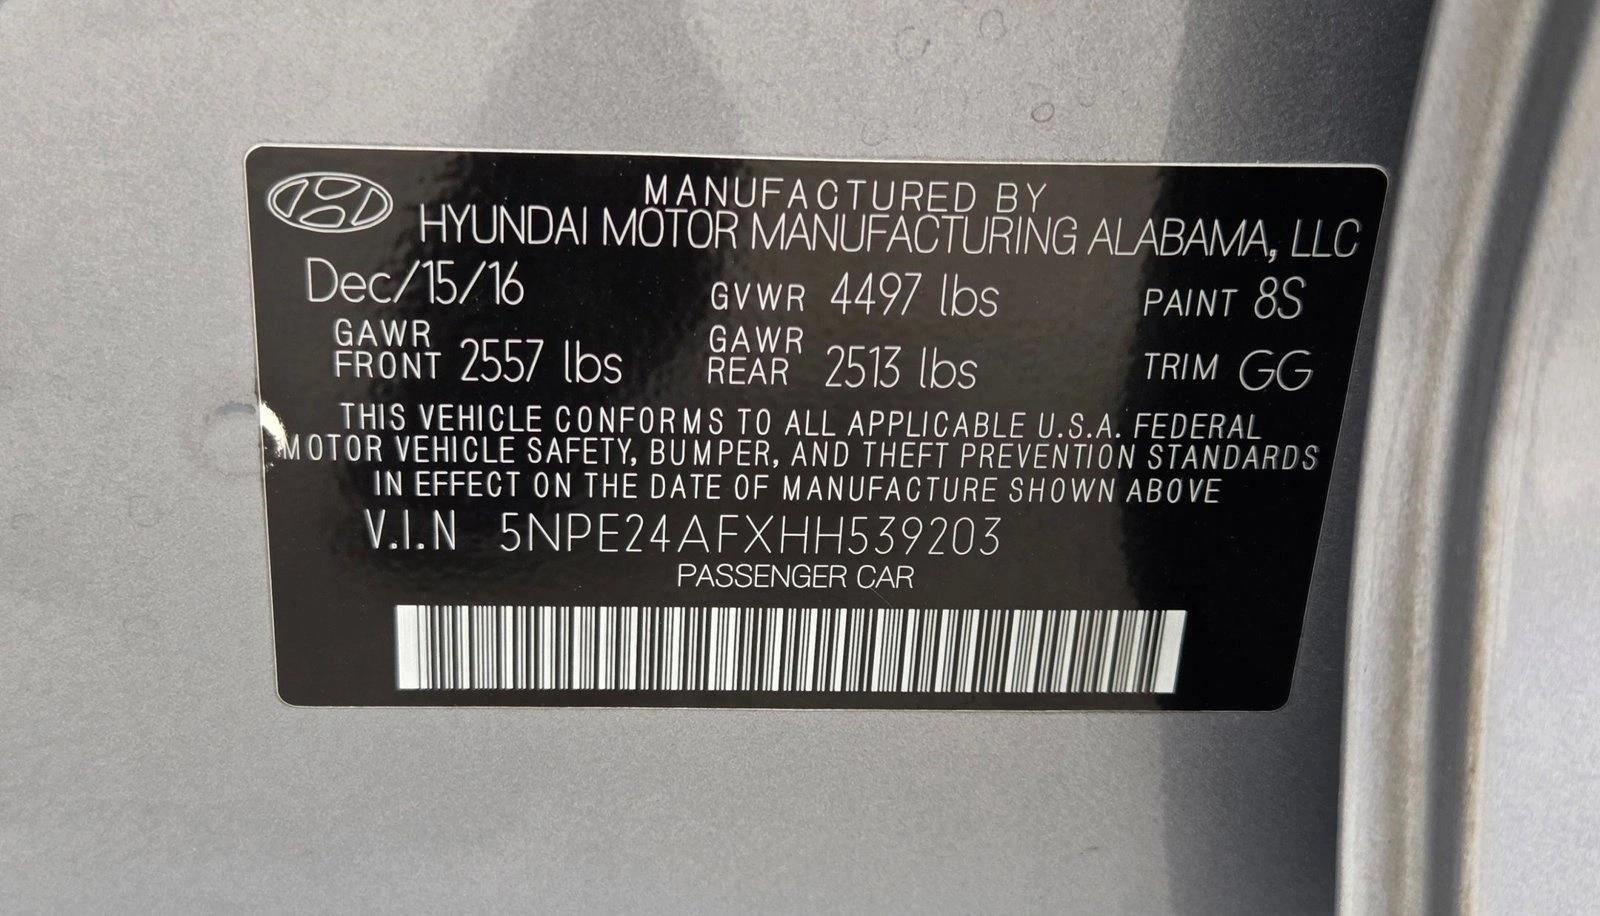 MANUFACTURED BY
HYUNDAI MOTOR MANUFACTURING ALABAMA, LLC
Dec/15/16 GVWR 4497 lbs PAINT 8S
GAWR FRONT 2557 lbs GAWR REAR 2513 lbs TRIM GG
THIS VEHICLE CONFORMS TO ALL APPLICABLE U.S.A. FEDERAL
MOTOR VEHICLE SAFETY, BUMPER, AND THEFT PREVENTION STANDARDS
IN EFFECT ON THE DATE OF MANUFACTURE SHOWN ABOVE
V.I.N 5NPE24AFXHH539203
PASSENGER CAR